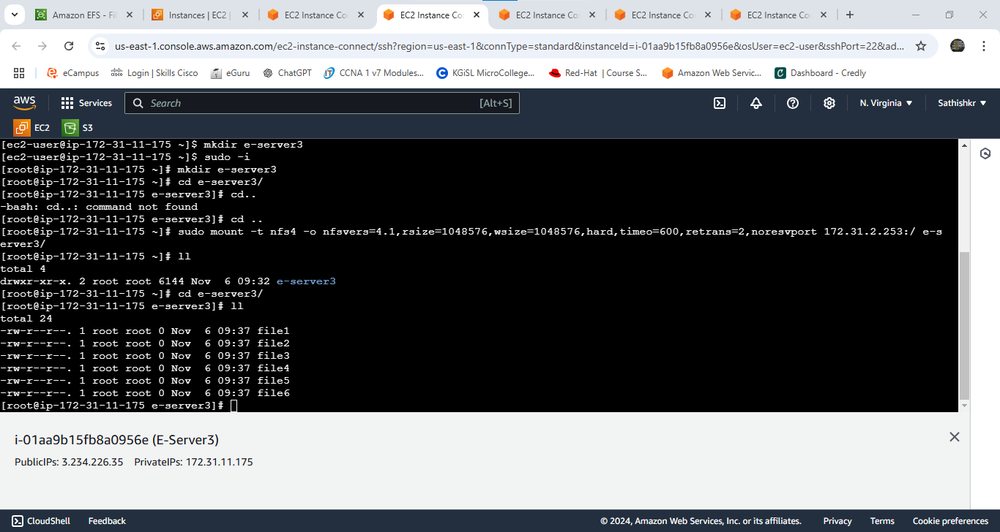 Amazon EFS - Fil
Instances | EC2 |
EC2 Instance Co
EC2 Instance Co
EC2 Instance Co
EC2 Instance Co
EC2 Instance Co
us-east-1.console.aws.amazon.com/ec2-instance-connect/ssh?region=us-east-1&connType=standard&instanceId=i-01aa9b15fb8a0956e&osUser=ec2-user&sshPort=22&ad...
eCampus
Login | Skills Cisco
eGuru
ChatGPT
CCNA 1 v7 Modules...
KGiSL MicroCollege...
Red-Hat | Course S...
Amazon Web Servic...
Dashboard - Credly
aws
Services
Search
[Alt+S]
N. Virginia
Sathishkr
EC2
S3
[ec2-user@ip-172-31-11-175 ~]$ mkdir e-server3
[ec2-user@ip-172-31-11-175 ~]$ sudo -i
[root@ip-172-31-11-175 ~]# mkdir e-server3
[root@ip-172-31-11-175 ~]# cd e-server3/
[root@ip-172-31-11-175 e-server3]# cd..
-bash: cd..: command not found
[root@ip-172-31-11-175 e-server3]# cd ..
[root@ip-172-31-11-175 ~]# sudo mount -t nfs4 -o nfsvers=4.1,rsize=1048576,wsize=1048576,hard,timeo=600,retrans=2,noresvport 172.31.2.253:/ e-s
erver3/
[root@ip-172-31-11-175 ~]# ll
total 4
drwxr-xr-x. 2 root root 6144 Nov  6 09:32 e-server3
[root@ip-172-31-11-175 ~]# cd e-server3/
[root@ip-172-31-11-175 e-server3]# ll
total 24
-rw-r--r--. 1 root root 0 Nov  6 09:37 file1
-rw-r--r--. 1 root root 0 Nov  6 09:37 file2
-rw-r--r--. 1 root root 0 Nov  6 09:37 file3
-rw-r--r--. 1 root root 0 Nov  6 09:37 file4
-rw-r--r--. 1 root root 0 Nov  6 09:37 file5
-rw-r--r--. 1 root root 0 Nov  6 09:37 file6
[root@ip-172-31-11-175 e-server3]#
i-01aa9b15fb8a0956e (E-Server3)
PublicIPs: 3.234.226.35 PrivateIPs: 172.31.11.175
CloudShell
Feedback
© 2024, Amazon Web Services, Inc. or its affiliates.
Privacy
Terms
Cookie preferences